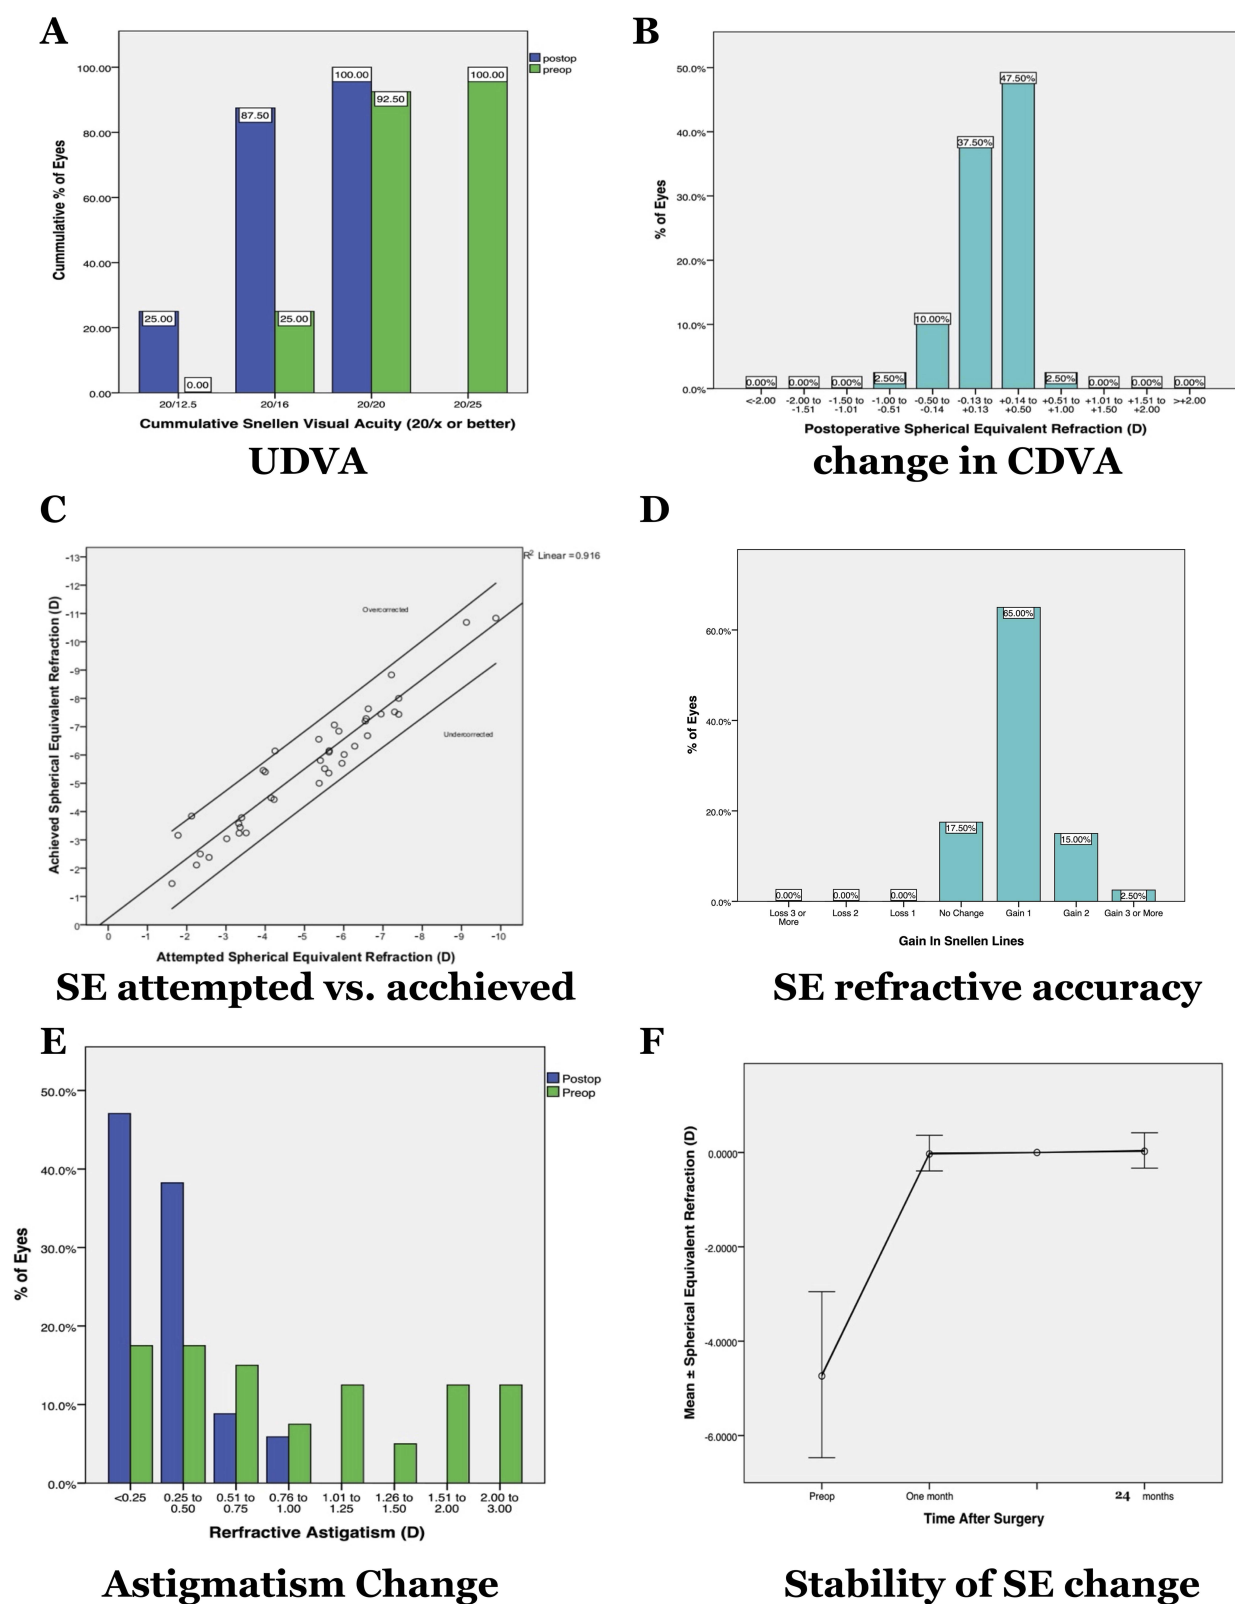 A
postop
preop
100.00
80.00
60.00
40.00
20.00
0.00
Cummulative % of Eyes
25.00
0.00
87.50
25.00
100.00
92.50
100.00
20/12.5
20/16
20/20
20/25
Cummulative Snellen Visual Acuity (20/x or better)
UDVA
B
50.0%
40.0%
30.0%
20.0%
10.0%
0.0%
% of Eyes
0.00%
0.00%
0.00%
2.50%
10.00%
37.50%
47.50%
2.50%
0.00%
0.00%
0.00%
<-2.00
-2.00 to
-1.51
-1.50 to
-1.01
-1.00 to
-0.51
-0.50 to
-0.14
-0.13 to
+0.13
+0.14 to
+0.50
+0.51 to
+1.00
+1.01 to
+1.50
+1.51 to
+2.00
>+2.00
Postoperative Spherical Equivalent Refraction (D)
change in CDVA
C
R2 Linear =0.916
-13
-12
-11
-10
-9
-8
-7
-6
-5
-4
-3
-2
-1
0
Achieved Spherical Equivalent Refraction (D)
Overcorrected
Undercorrected
0
-1
-2
-3
-4
-5
-6
-7
-8
-9
-10
Attempted Spherical Equivalent Refraction (D)
SE attempted vs. acchieved
D
60.0%
40.0%
20.0%
0.0%
% of Eyes
0.00%
0.00%
0.00%
17.50%
65.00%
15.00%
2.50%
Loss 3 or
More
Loss 2
Loss 1
No Change
Gain 1
Gain 2
Gain 3 or More
Gain In Snellen Lines
SE refractive accuracy
E
Postop
Preop
50.0%
40.0%
30.0%
20.0%
10.0%
0.0%
% of Eyes
<0.25
0.25 to
0.50
0.51 to
0.75
0.76 to
1.00
1.01 to
1.25
1.26 to
1.50
1.51 to
2.00
2.00 to
3.00
Rerfractive Astigatism (D)
Astigmatism Change
F
0.0000
-2.0000
-4.0000
-6.0000
Mean ± Spherical Equivalent Refraction (D)
Preop
One month
24 months
Time After Surgery
Stability of SE change